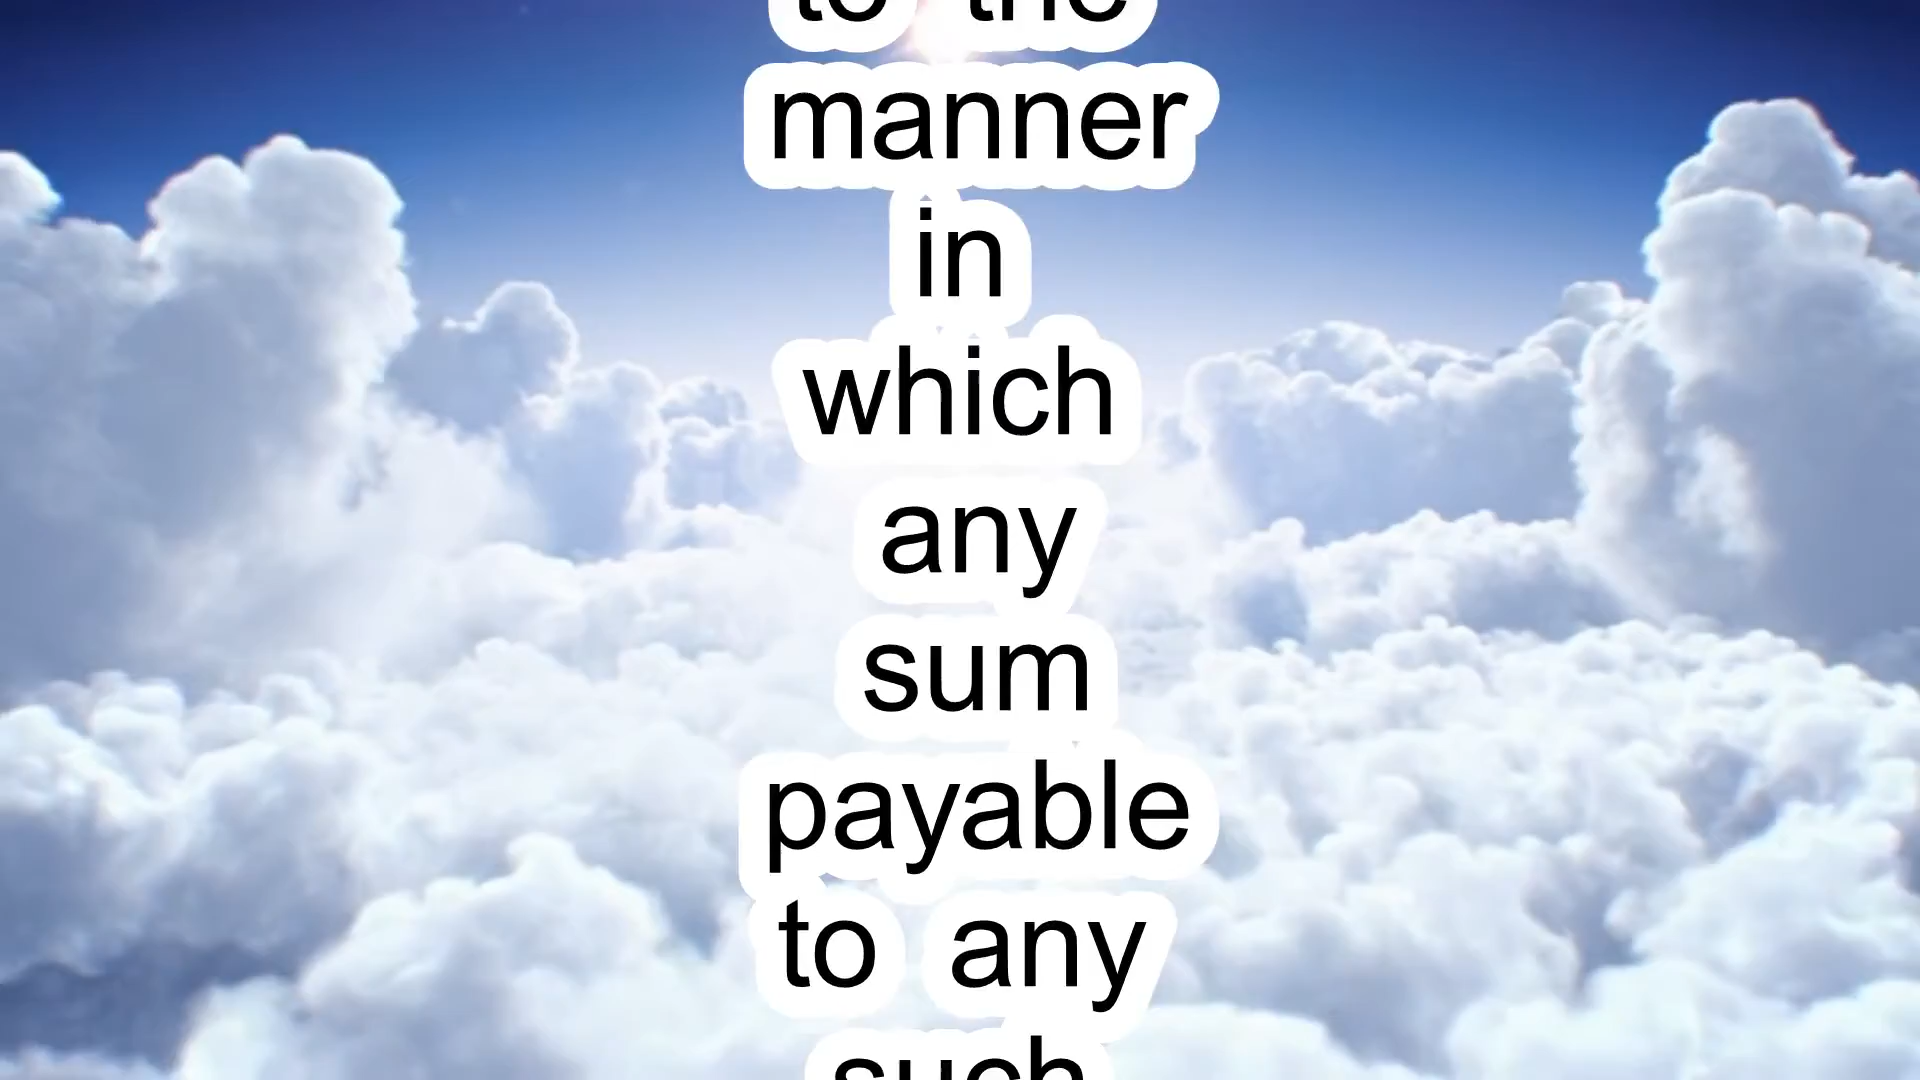 to the
manner
in
which
any
sum
payable
to any
such